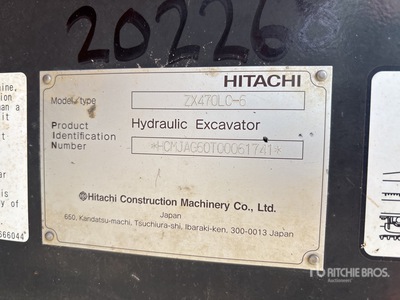 20226
HITACHI
Model type ZX470LC-6
Product Identification Number
Hydraulic Excavator
*HCMJAG60T00061741*
Hitachi Construction Machinery Co., Ltd.
Japan
650, Kandatsu-machi, Tsuchiura-shi, Ibaraki-ken, 300-0013 Japan
666044
RITCHIE BROS.